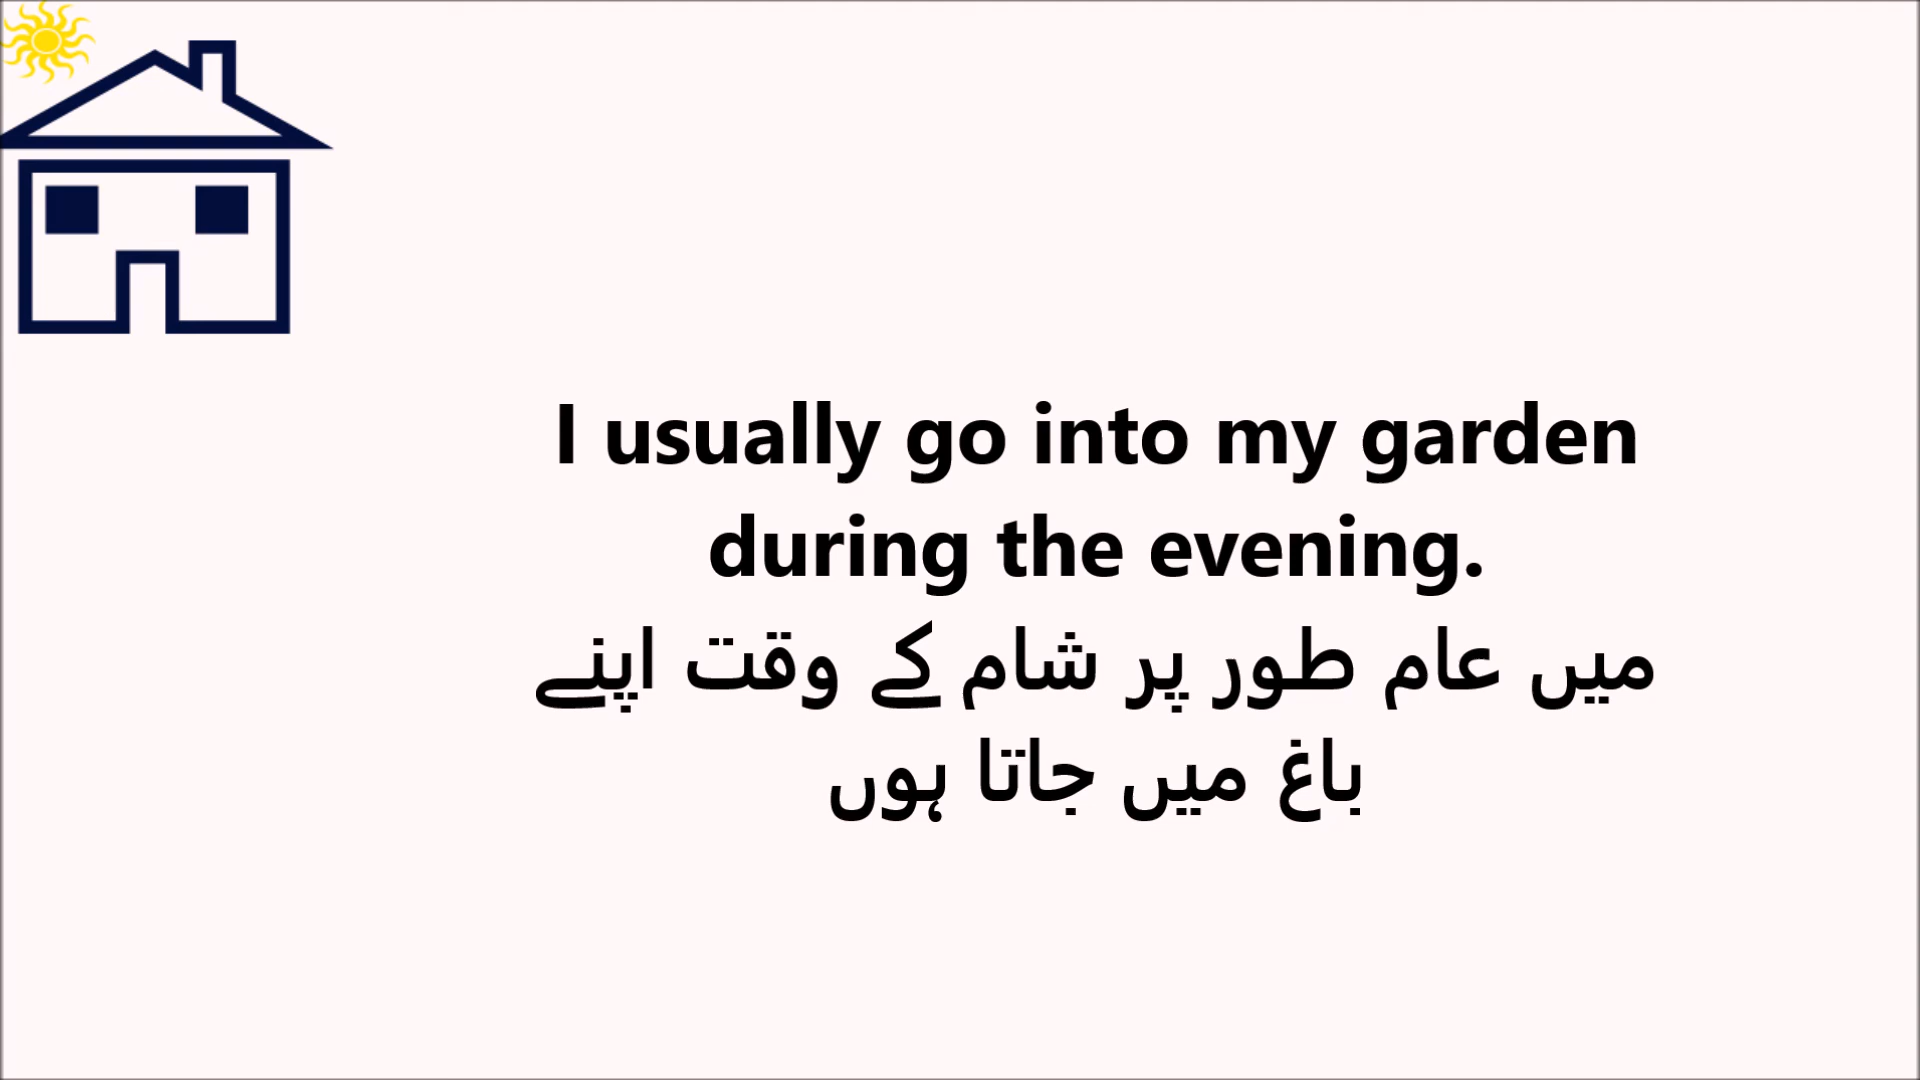 I usually go into my garden
during the evening.
میں عام طور پر شام کے وقت اپنے
باغ میں جاتا ہوں